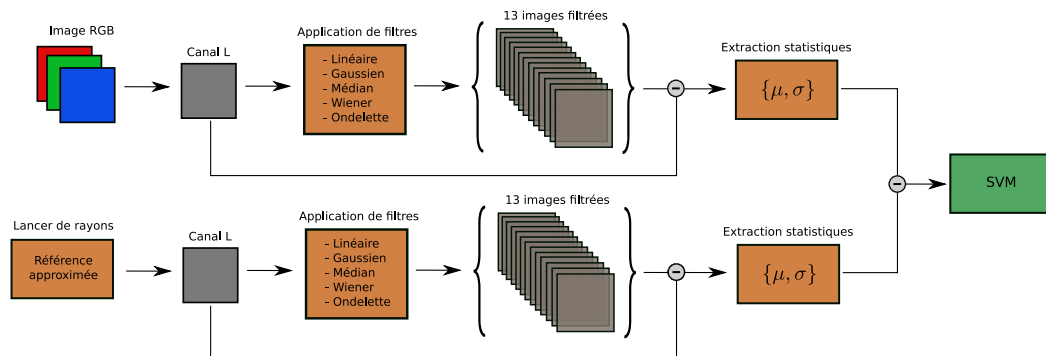 Image RGB
Canal L
Application de filtres
– Linéaire
– Gaussien
– Médian
– Wiener
– Ondelette
13 images filtrées
–
Extraction statistiques
{μ, σ}
–
SVM
Lancer de rayons
Référence
approximée
Canal L
Application de filtres
– Linéaire
– Gaussien
– Médian
– Wiener
– Ondelette
13 images filtrées
–
Extraction statistiques
{μ, σ}